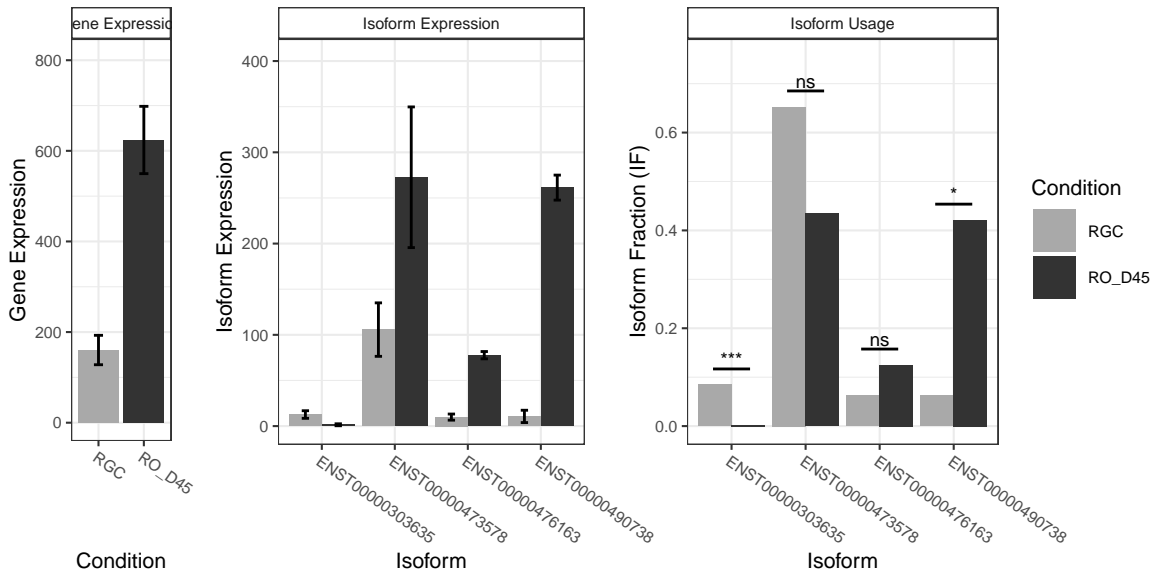 ene Expressio
Isoform Expression
Isoform Usage
Gene Expression
800
600
400
200
0
RGC
RO_D45
Condition
Isoform Expression
400
300
200
100
0
ENST00000303635
ENST00000473578
ENST00000476163
ENST00000490738
Isoform
Isoform Fraction (IF)
0.6
0.4
0.2
0.0
***
ns
ns
*
ENST00000303635
ENST00000473578
ENST00000476163
ENST00000490738
Isoform
Condition
RGC
RO_D45